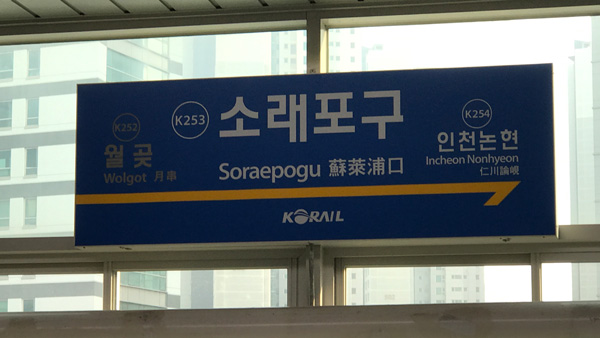 K252
월곶
Wolgot 月串
K253 소래포구
Soraepogu 蘇萊浦口
K254
인천논현
Incheon Nonhyeon
仁川論峴
KORAIL